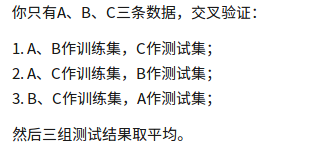 你只有A、B、C三条数据，交叉验证：
1. A、B作训练集，C作测试集；
2. A、C作训练集，B作测试集；
3. B、C作训练集，A作测试集；
然后三组测试结果取平均。